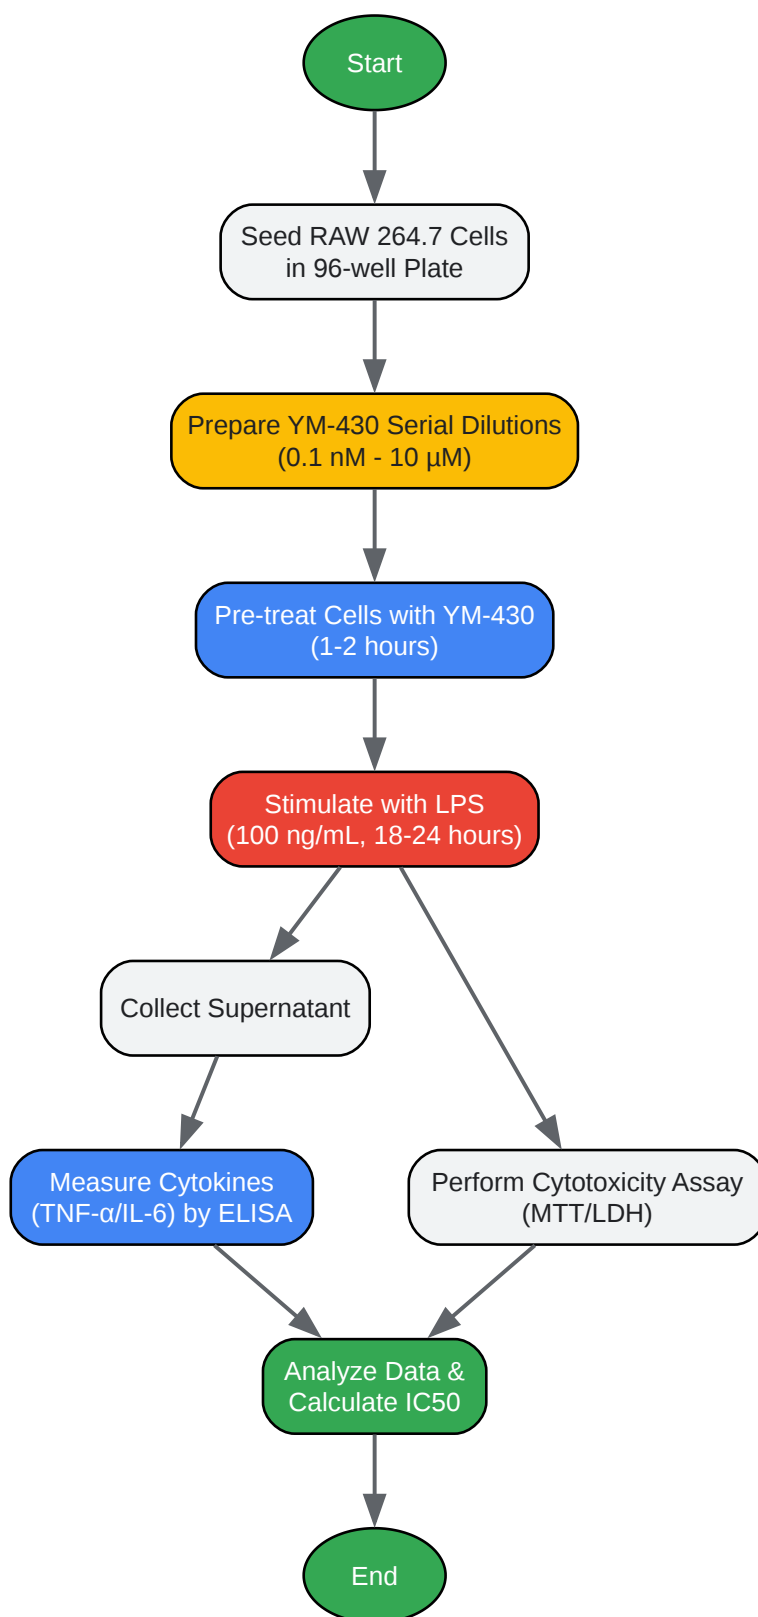 Start
Seed RAW 264.7 Cells
in 96-well Plate
Prepare YM-430 Serial Dilutions
(0.1 nM - 10 µM)
Pre-treat Cells with YM-430
(1-2 hours)
Stimulate with LPS
(100 ng/mL, 18-24 hours)
Collect Supernatant
Measure Cytokines
(TNF-α/IL-6) by ELISA
Perform Cytotoxicity Assay
(MTT/LDH)
Analyze Data &
Calculate IC50
End